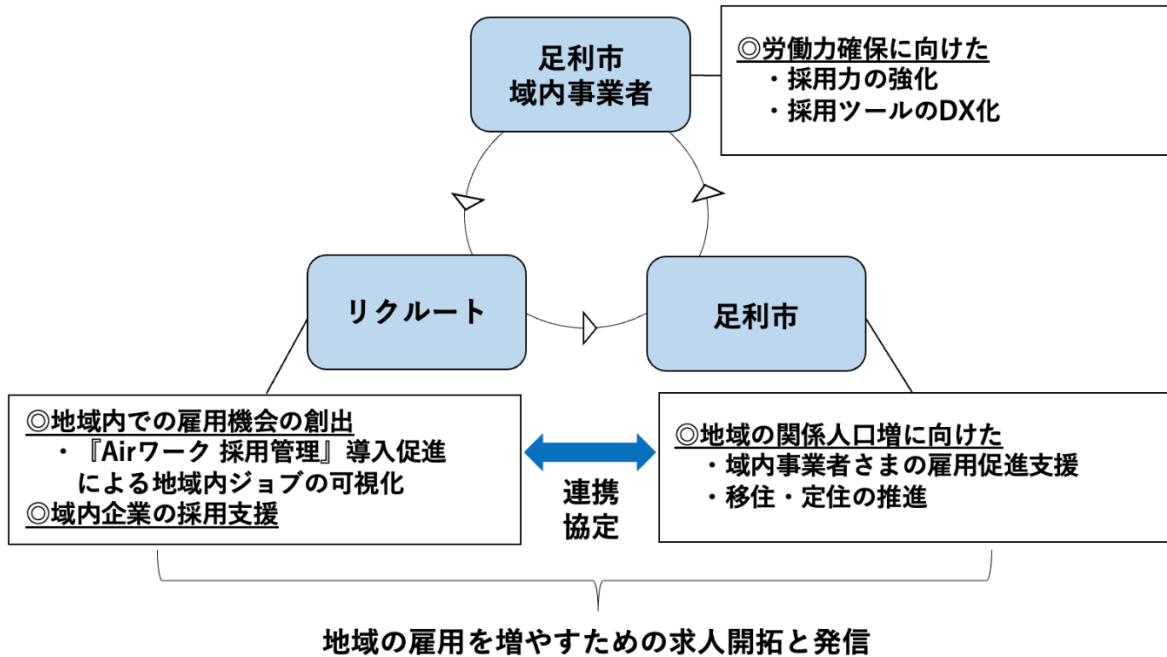 足利市
域内事業者
◎労働力確保に向けた
・採用力の強化
・採用ツールのDX化
リクルート
足利市
◎地域内での雇用機会の創出
・『Airワーク 採用管理』導入促進
による地域内ジョブの可視化
◎域内企業の採用支援
連携
協定
◎地域の関係人口増に向けた
・域内事業者さまの雇用促進支援
・移住・定住の推進
地域の雇用を増やすための求人開拓と発信